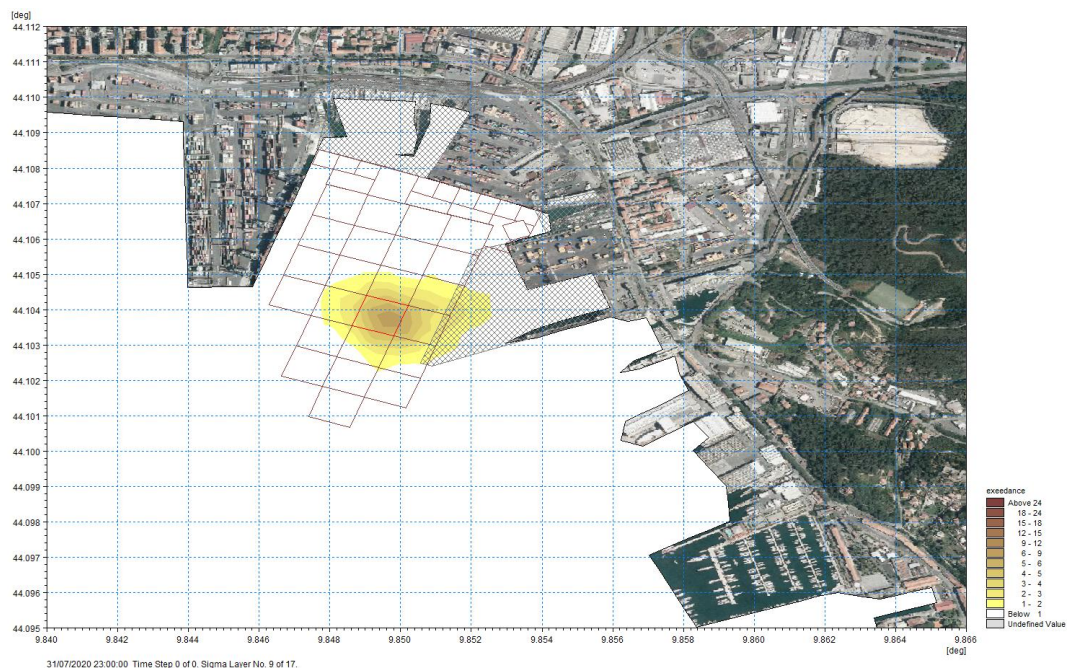 [deg]
44.112
44.111
44.110
44.109
44.108
44.107
44.106
44.105
44.104
44.103
44.102
44.101
44.100
44.099
44.098
44.097
44.096
44.095
9.840 9.842 9.844 9.846 9.848 9.850 9.852 9.854 9.856 9.858 9.860 9.862 9.864 9.866
[deg]
exeedance
Above 24
18 - 24
15 - 18
12 - 15
9 - 12
6 - 9
5 - 6
4 - 5
3 - 4
2 - 3
1 - 2
Below 1
Undefined Value
31/07/2020 23:00:00 Time Step 0 of 0. Sigma Layer No. 9 of 17.